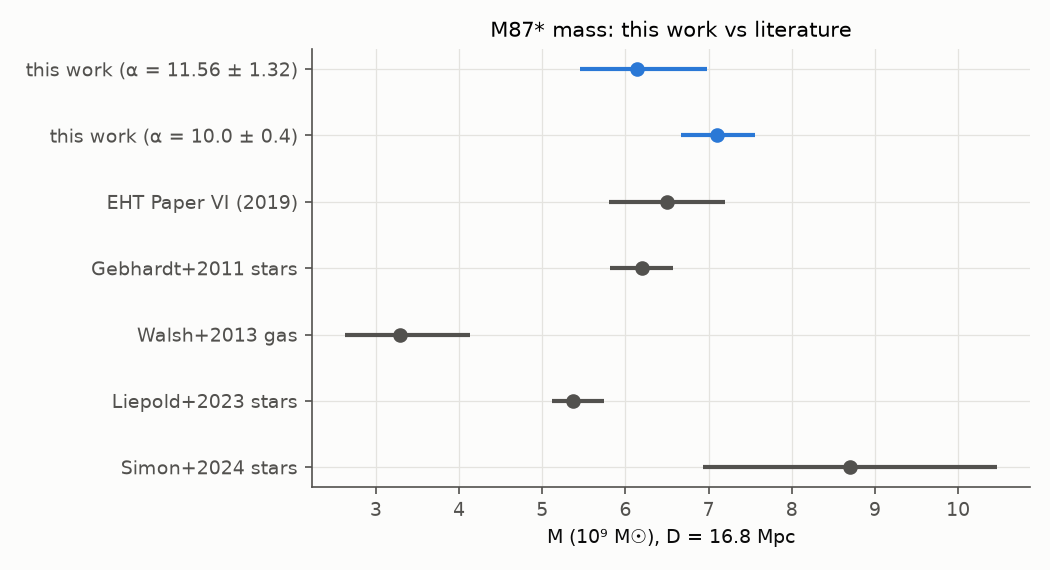 M87* mass: this work vs literature
this work (α = 11.56 ± 1.32)
this work (α = 10.0 ± 0.4)
EHT Paper VI (2019)
Gebhardt+2011 stars
Walsh+2013 gas
Liepold+2023 stars
Simon+2024 stars
3 4 5 6 7 8 9 10
M (10⁹ M☉), D = 16.8 Mpc